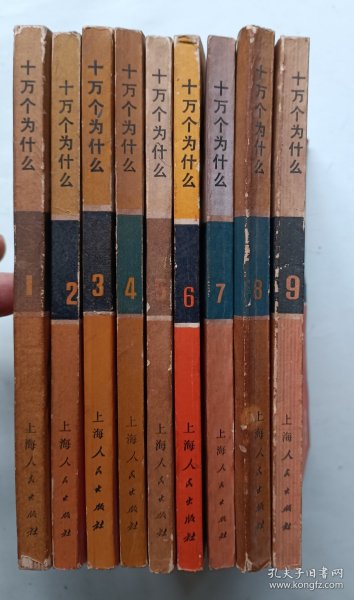 十万个为什么
1
上海人民出版社
十万个为什么
2
上海人民出版社
十万个为什么
3
上海人民出版社
十万个为什么
4
上海人民出版社
十万个为什么
5
上海人民出版社
十万个为什么
6
上海人民出版社
十万个为什么
7
上海人民出版社
十万个为什么
8
上海人民出版社
十万个为什么
9
上海人民出版社
孔夫子旧书网
www.kongfz.com